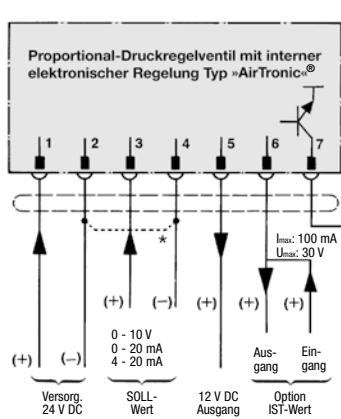 Proportional-Druckregelventil mit interner
elektronischer Regelung Typ »AirTronic«®
1 2 3 4 5 6 7
*
Imax: 100 mA
Umax: 30 V
(+) (–) (+) (+) (+)
0 - 10 V
0 - 20 mA
4 - 20 mA
Aus-
gang
Ein-
gang
(+) (–)
Versorg.
24 V DC
SOLL-
Wert
12 V DC
Ausgang
Option
IST-Wert